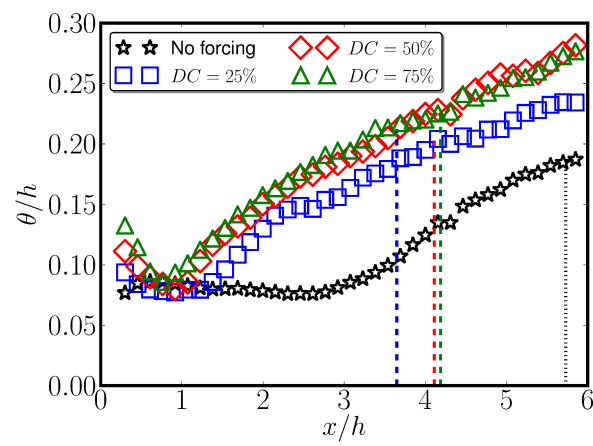 0.30
0.25
0.20
0.15
0.10
0.05
0.00
θ/h
No forcing
DC = 25%
DC = 50%
DC = 75%
0 1 2 3 4 5 6
x/h